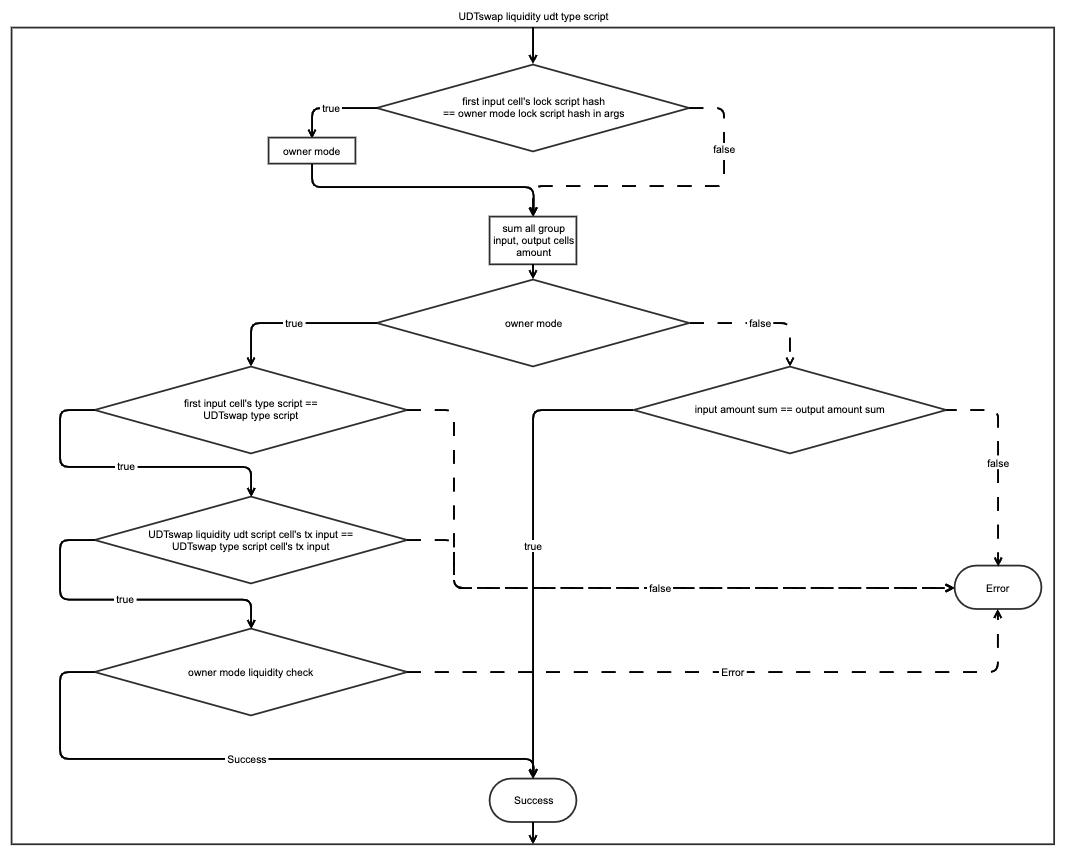 UDTswap liquidity udt type script
first input cell's lock script hash
== owner mode lock script hash in args
true
false
owner mode
sum all group
input, output cells
amount
true
owner mode
false
first input cell's type script ==
UDTswap type script
input amount sum == output amount sum
true
false
UDTswap liquidity udt script cell's tx input ==
UDTswap type script cell's tx input
true
true
false
Error
owner mode liquidity check
Error
Success
Success